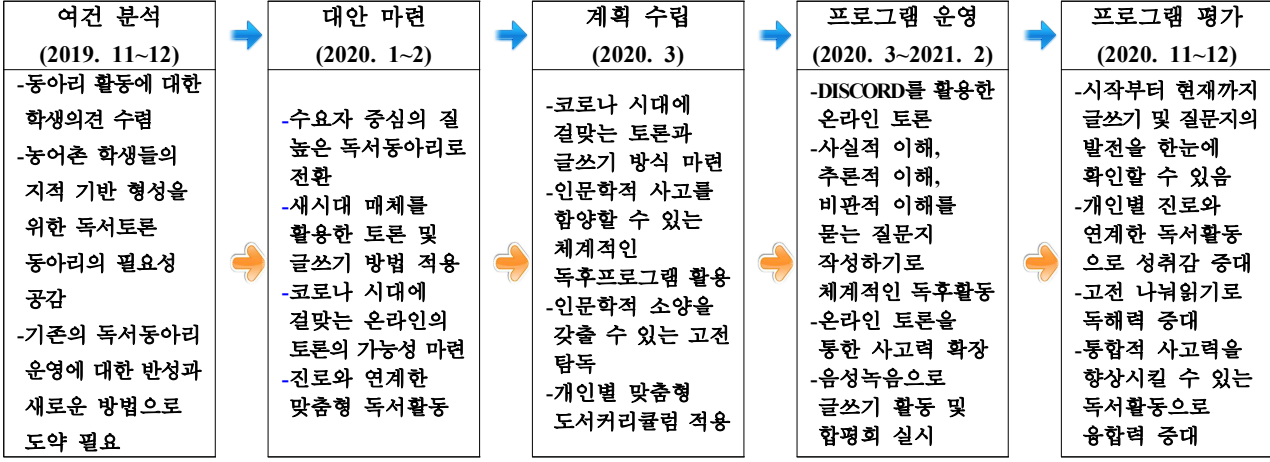 여건 분석
(2019. 11~12)
-동아리 활동에 대한
학생의견 수렴
-농어촌 학생들의
지적 기반 형성을
위한 독서토론
동아리의 필요성
공감
-기존의 독서동아리
운영에 대한 반성과
새로운 방법으로
도약 필요
대안 마련
(2020. 1~2)
-수요자 중심의 질
높은 독서동아리로
전환
-새시대 매체를
활용한 토론 및
글쓰기 방법 적용
-코로나 시대에
걸맞는 온라인의
토론의 가능성 마련
-진로와 연계한
맞춤형 독서활동
계획 수립
(2020. 3)
-코로나 시대에
걸맞는 토론과
글쓰기 방식 마련
-인문학적 사고를
함양할 수 있는
체계적인
독후프로그램 활용
-인문학적 소양을
갖출 수 있는 고전
탐독
-개인별 맞춤형
도서커리큘럼 적용
프로그램 운영
(2020. 3~2021. 2)
-DISCORD를 활용한
온라인 토론
-사실적 이해,
추론적 이해,
비판적 이해를
묻는 질문지
작성하기로
체계적인 독후활동
-온라인 토론을
통한 사고력 확장
-음성녹음으로
글쓰기 활동 및
합평회 실시
프로그램 평가
(2020. 11~12)
-시작부터 현재까지
글쓰기 및 질문지의
발전을 한눈에
확인할 수 있음
-개인별 진로와
연계한 독서활동
으로 성취감 증대
-고전 나눠읽기로
독해력 증대
-통합적 사고력을
향상시킬 수 있는
독서활동으로
융합력 증대